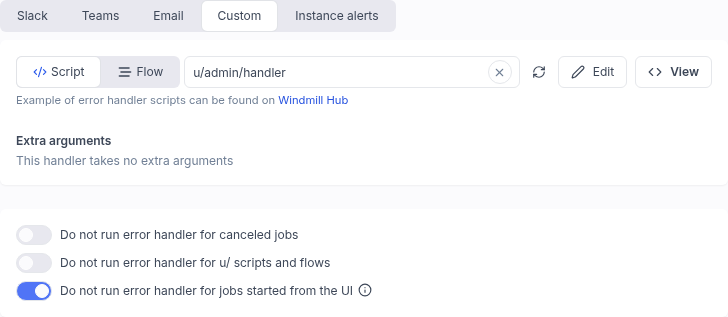 Slack Teams Email Custom Instance alerts
Script Flow u/admin/handler Edit View
Example of error handler scripts can be found on Windmill Hub
Extra arguments
This handler takes no extra arguments
Do not run error handler for canceled jobs
Do not run error handler for u/ scripts and flows
Do not run error handler for jobs started from the UI